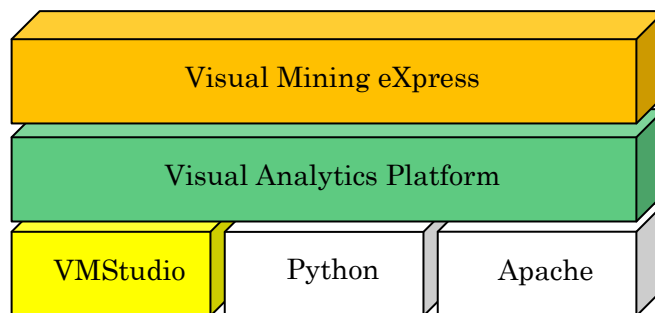 Visual Mining eXpress
Visual Analytics Platform
VMStudio
Python
Apache